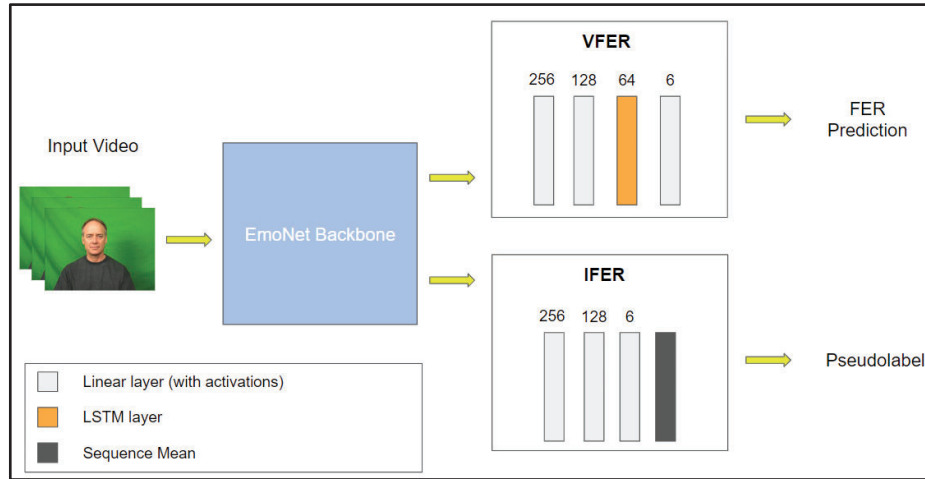 Input Video
EmoNet Backbone
VFER
256 128 64 6
FER
Prediction
IFER
256 128 6
Pseudolabel
Linear layer (with activations)
LSTM layer
Sequence Mean